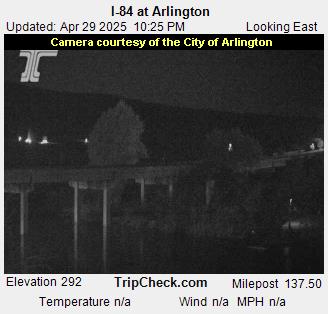 I-84 at Arlington
Updated: Apr 29 2025 10:25 PM Looking East
Camera courtesy of the City of Arlington
Elevation 292 TripCheck.com Milepost 137.50
Temperature n/a Wind n/a MPH n/a